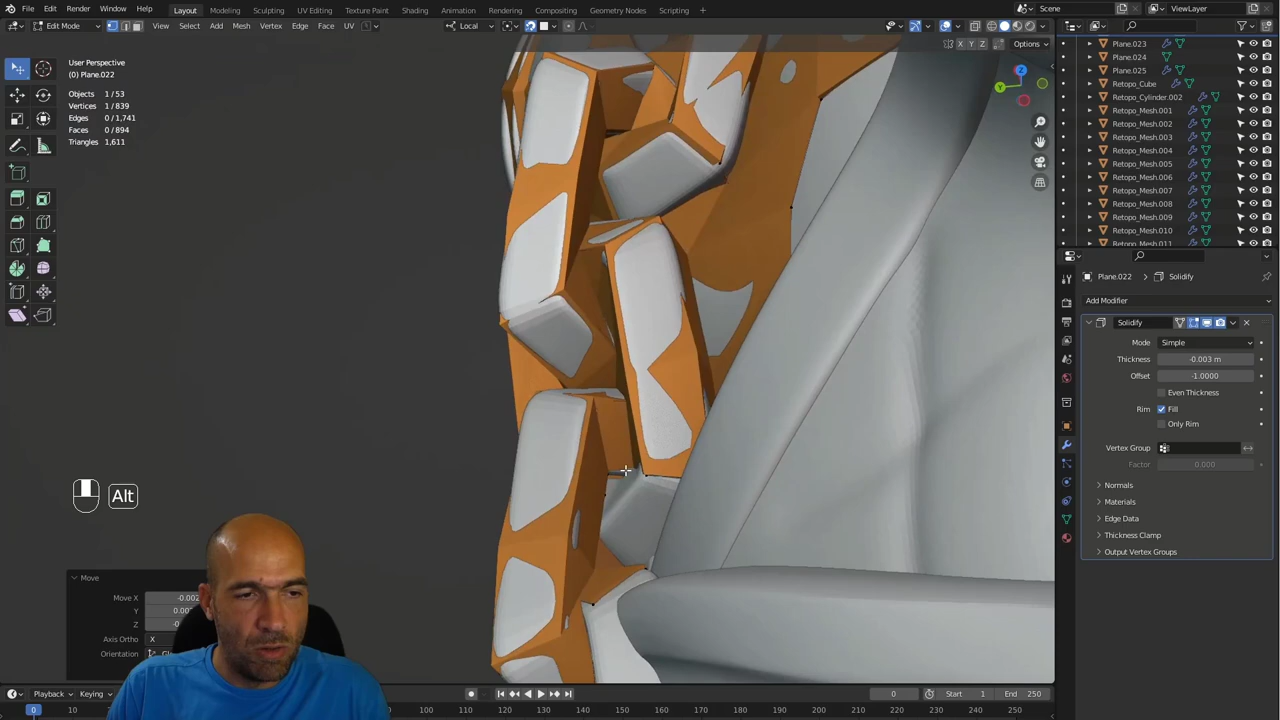 File Edit Render Window Help Layout Modeling Sculpting UV Editing Texture Paint Shading Animation Rendering Compositing Geometry Nodes Scripting Scene ViewLayer
Edit Mode View Select Add Mesh Vertex Edge Face UV Local
X Y Z Options
User Perspective
(0) Plane.022
Objects 1/53
Vertices 1/839
Edges 0/1,741
Faces 0/894
Triangles 1,611
Z
Y
Alt
Move
Move X -0.002
Y 0.00
Z
Axis Ortho X
Orientation
Plane.023
Plane.024
Plane.025
Retopo_Cube
Retopo_Cylinder.002
Retopo_Mesh.001
Retopo_Mesh.002
Retopo_Mesh.003
Retopo_Mesh.004
Retopo_Mesh.005
Retopo_Mesh.006
Retopo_Mesh.007
Retopo_Mesh.008
Retopo_Mesh.009
Retopo_Mesh.010
Retopo_Mesh.011
Plane.022 > Solidify
Add Modifier
Solidify
Mode Simple
Thickness -0.003 m
Offset -1.0000
Even Thickness
Rim Fill
Only Rim
Vertex Group
Factor 0.000
Normals
Materials
Edge Data
Thickness Clamp
Output Vertex Groups
Playback Keying 0 Start 1 End 250
0 10 70 80 90 100 110 120 130 140 150 160 170 180 190 200 210 220 230 240 250